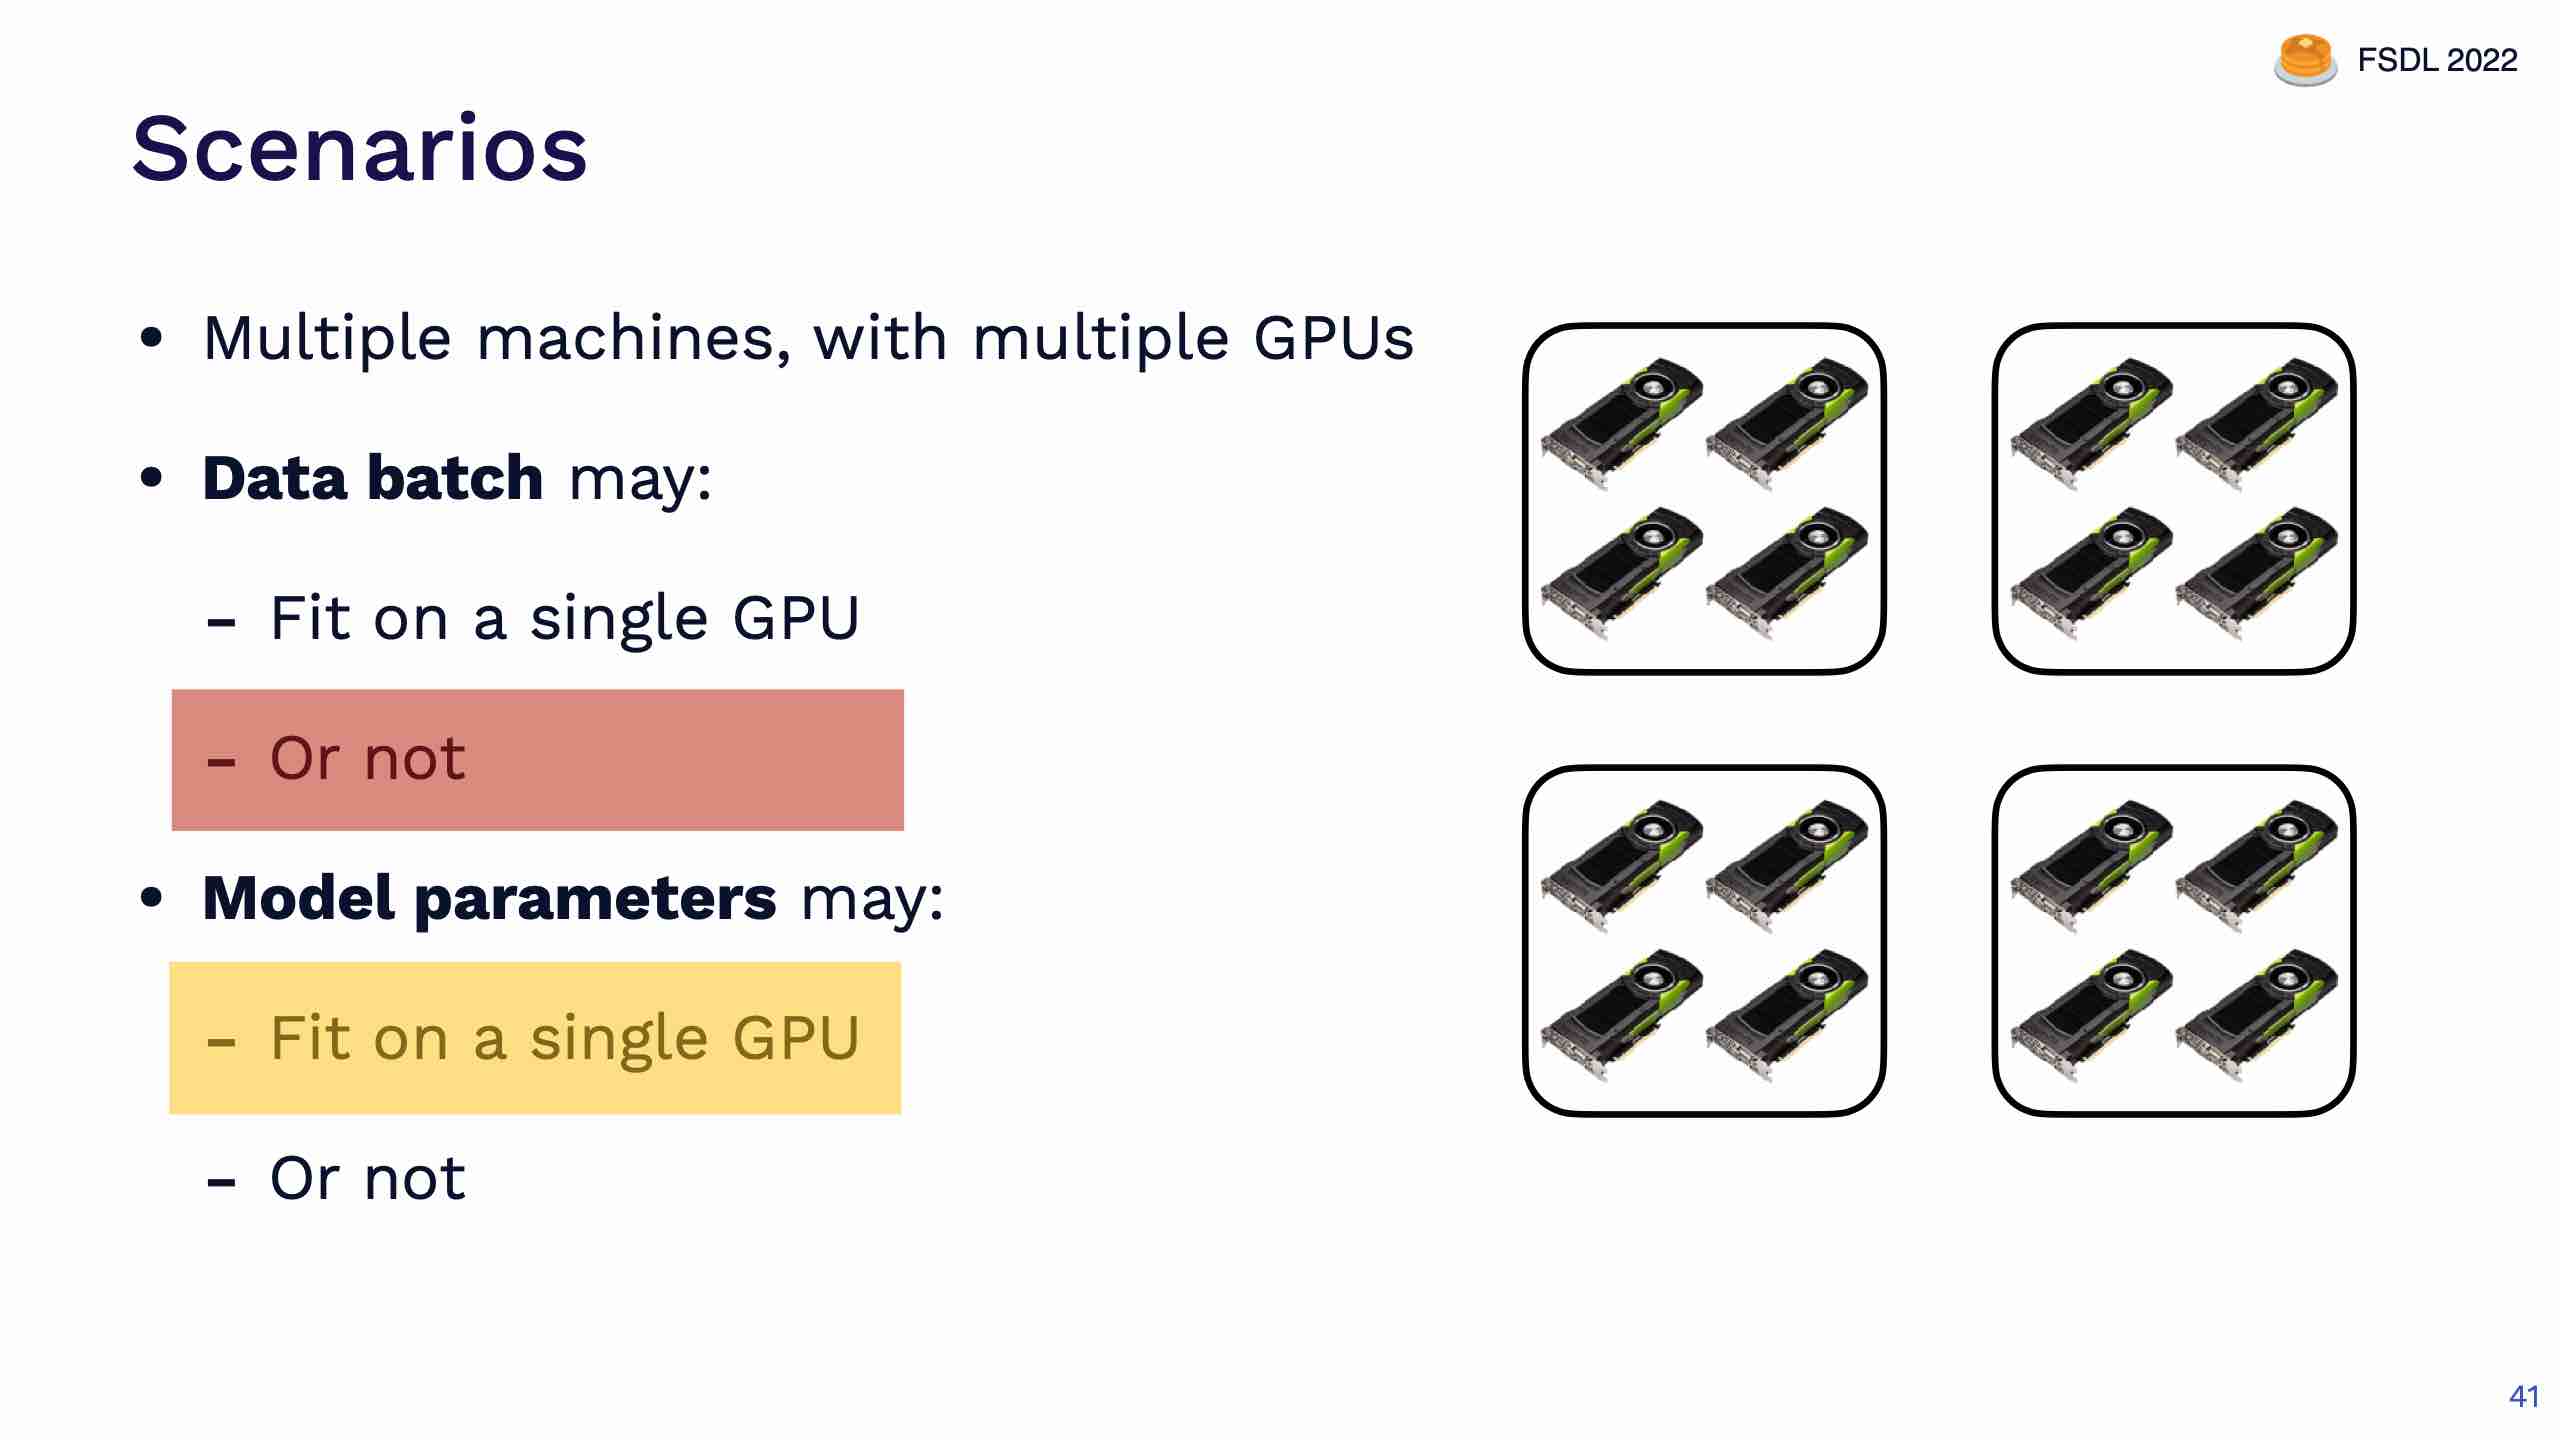 FSDL 2022
Scenarios
• Multiple machines, with multiple GPUs
• Data batch may:
- Fit on a single GPU
- Or not
• Model parameters may:
- Fit on a single GPU
- Or not
41